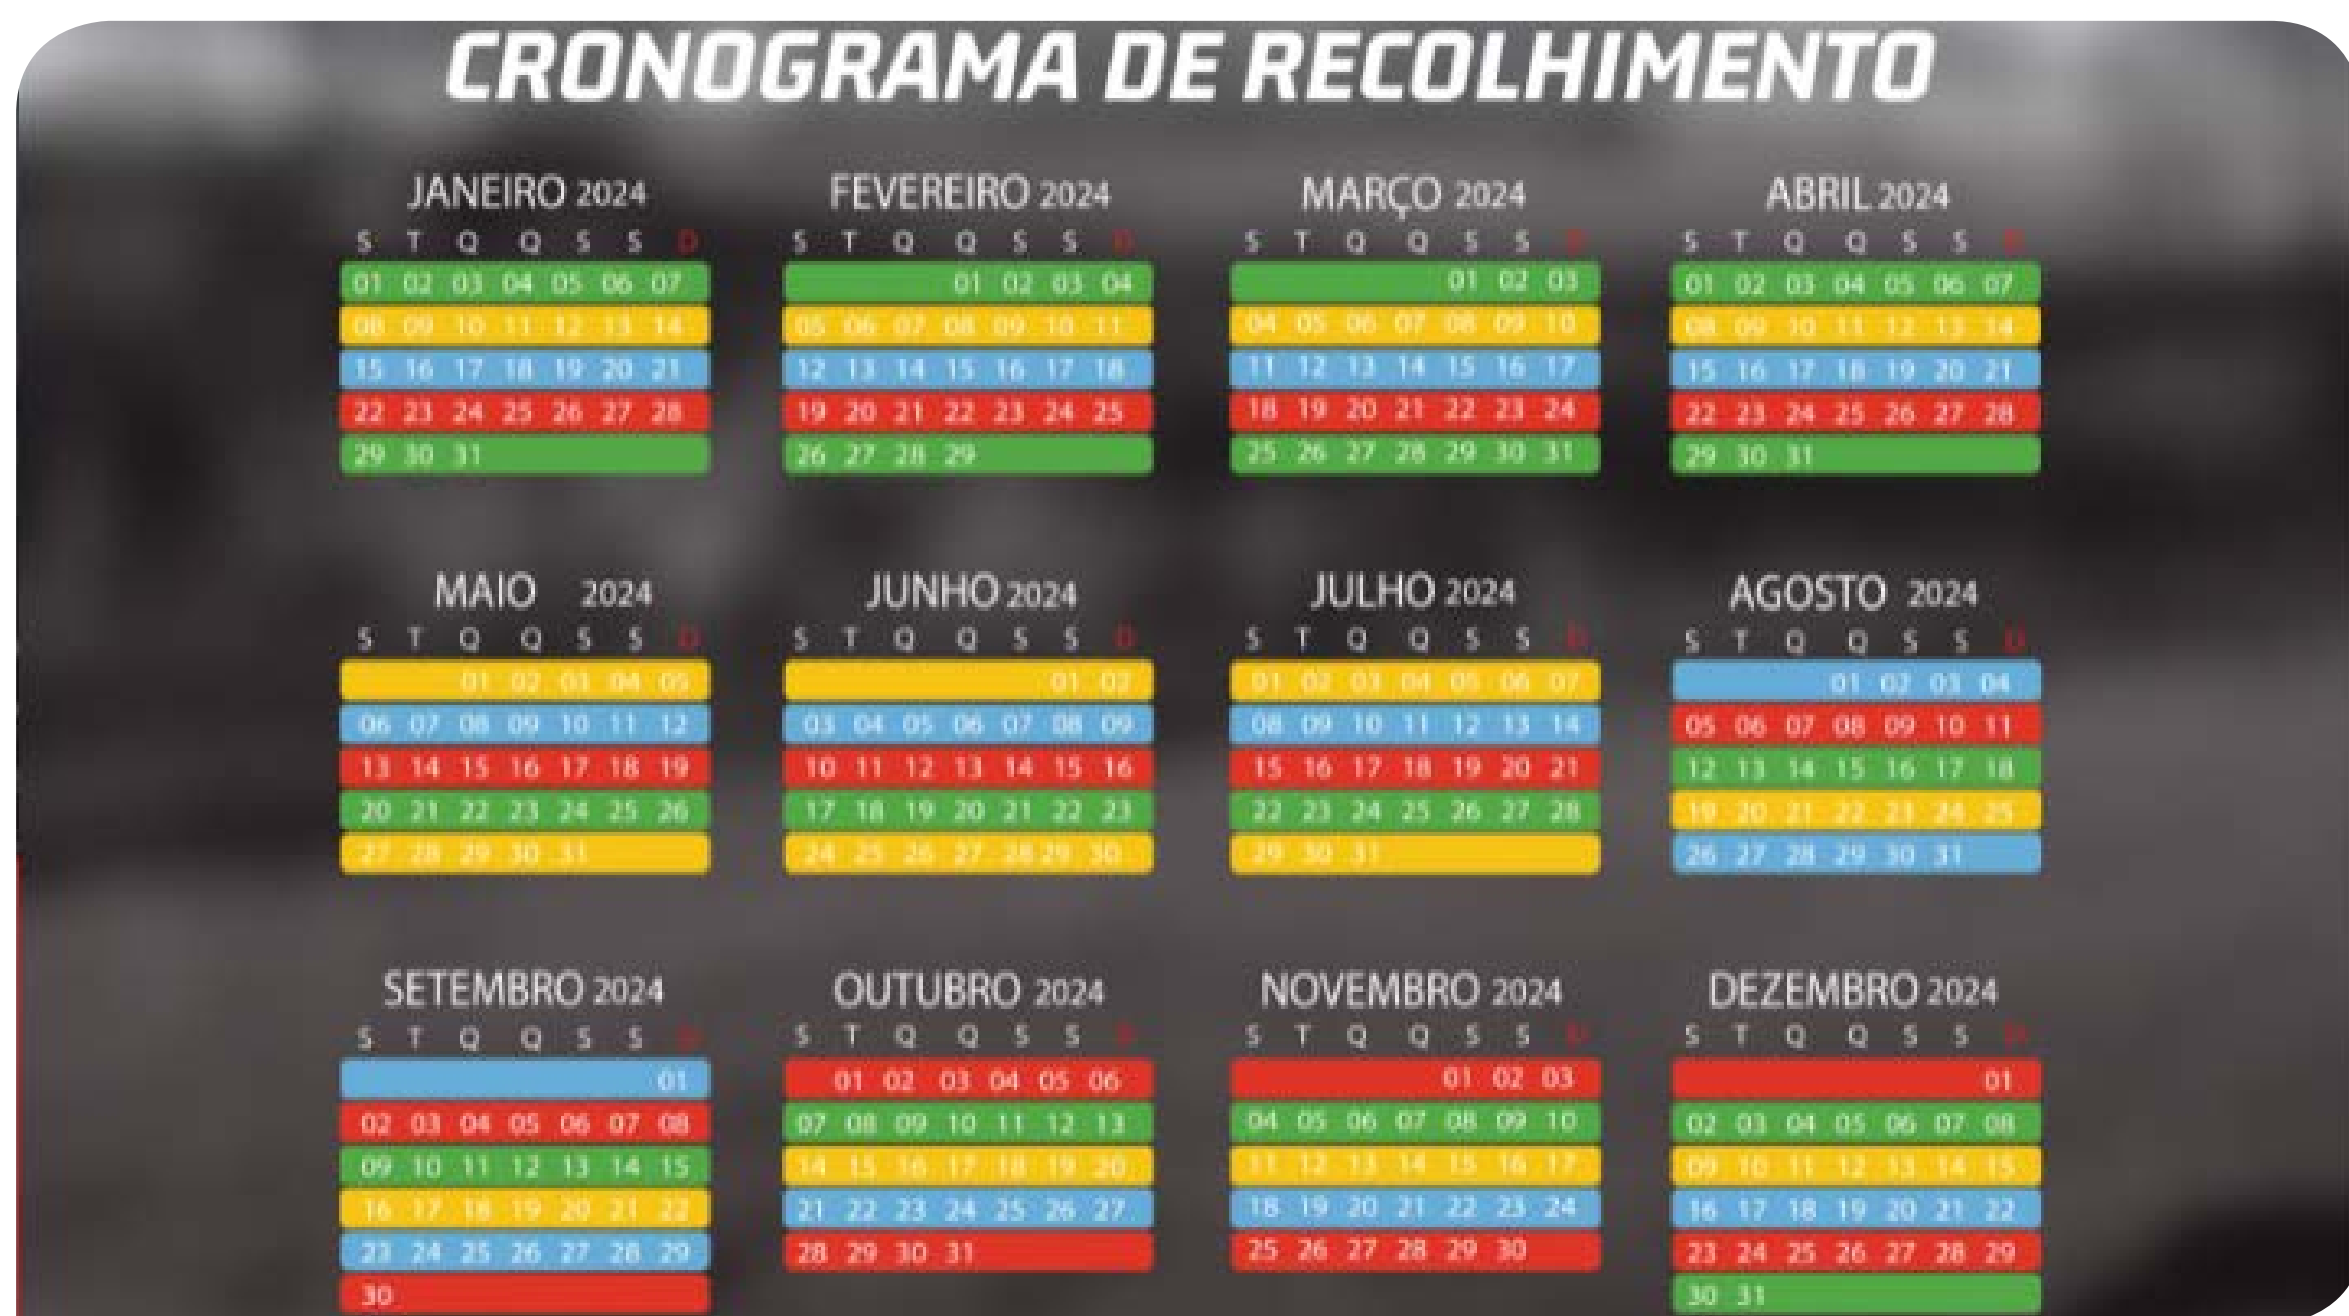 CRONOGRAMA DE RECOLHIMENTO
JANEIRO 2024
S T Q Q S S D
01 02 03 04 05 06 07
08 09 10 11 12 13 14
15 16 17 18 19 20 21
22 23 24 25 26 27 28
29 30 31
FEVEREIRO 2024
S T Q Q S S D
01 02 03 04
05 06 07 08 09 10 11
12 13 14 15 16 17 18
19 20 21 22 23 24 25
26 27 28 29
MARÇO 2024
S T Q Q S S D
01 02 03
04 05 06 07 08 09 10
11 12 13 14 15 16 17
18 19 20 21 22 23 24
25 26 27 28 29 30 31
ABRIL 2024
S T Q Q S S D
01 02 03 04 05 06 07
08 09 10 11 12 13 14
15 16 17 18 19 20 21
22 23 24 25 26 27 28
29 30 31
MAIO 2024
S T Q Q S S D
01 02 03 04 05
06 07 08 09 10 11 12
13 14 15 16 17 18 19
20 21 22 23 24 25 26
27 28 29 30 31
JUNHO 2024
S T Q Q S S D
01 02
03 04 05 06 07 08 09
10 11 12 13 14 15 16
17 18 19 20 21 22 23
24 25 26 27 28 29 30
JULHO 2024
S T Q Q S S D
01 02 03 04 05 06 07
08 09 10 11 12 13 14
15 16 17 18 19 20 21
22 23 24 25 26 27 28
29 30 31
AGOSTO 2024
S T Q Q S S D
01 02 03 04
05 06 07 08 09 10 11
12 13 14 15 16 17 18
19 20 21 22 23 24 25
26 27 28 29 30 31
SETEMBRO 2024
S T Q Q S S D
01
02 03 04 05 06 07 08
09 10 11 12 13 14 15
16 17 18 19 20 21 22
23 24 25 26 27 28 29
30
OUTUBRO 2024
S T Q Q S S D
01 02 03 04 05 06
07 08 09 10 11 12 13
14 15 16 17 18 19 20
21 22 23 24 25 26 27
28 29 30 31
NOVEMBRO 2024
S T Q Q S S D
01 02 03
04 05 06 07 08 09 10
11 12 13 14 15 16 17
18 19 20 21 22 23 24
25 26 27 28 29 30
DEZEMBRO 2024
S T Q Q S S D
01
02 03 04 05 06 07 08
09 10 11 12 13 14 15
16 17 18 19 20 21 22
23 24 25 26 27 28 29
30 31